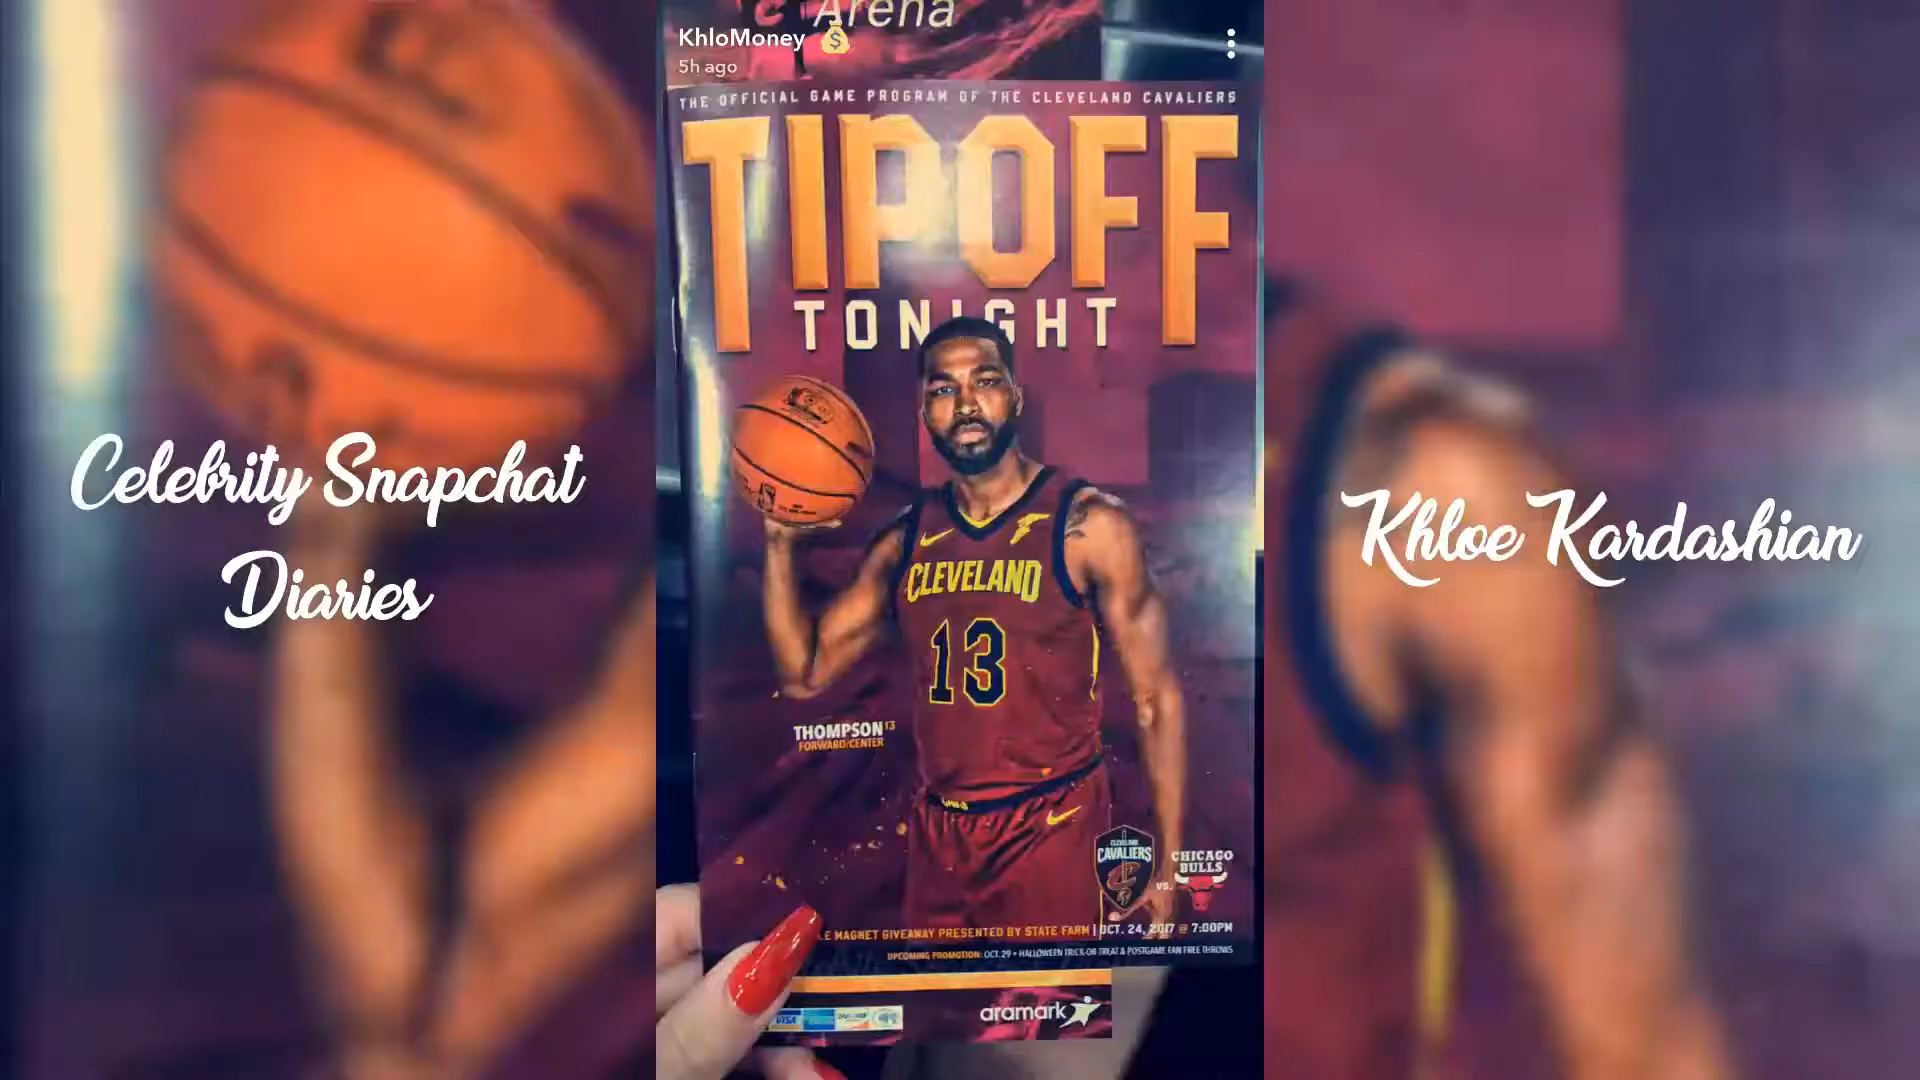 Arena
KhloMoney 💰
5h ago
THE OFFICIAL GAME PROGRAM OF THE CLEVELAND CAVALIERS
TIPOFF
TONIGHT
Celebrity Snapchat
Diaries
Khloe Kardashian
CLEVELAND
13
THOMPSON 13
FORWARD/CENTER
CLEVELAND
CAVALIERS
VS.
CHICAGO
BULLS
MAGNET GIVEAWAY PRESENTED BY STATE FARM | OCT. 24, 2017 @ 7:00PM
UPCOMING PROMOTION: OCT. 29 • HALLOWEEN TRICK-OR-TREAT & POSTGAME FAN FREE THROWS
VISA
aramark